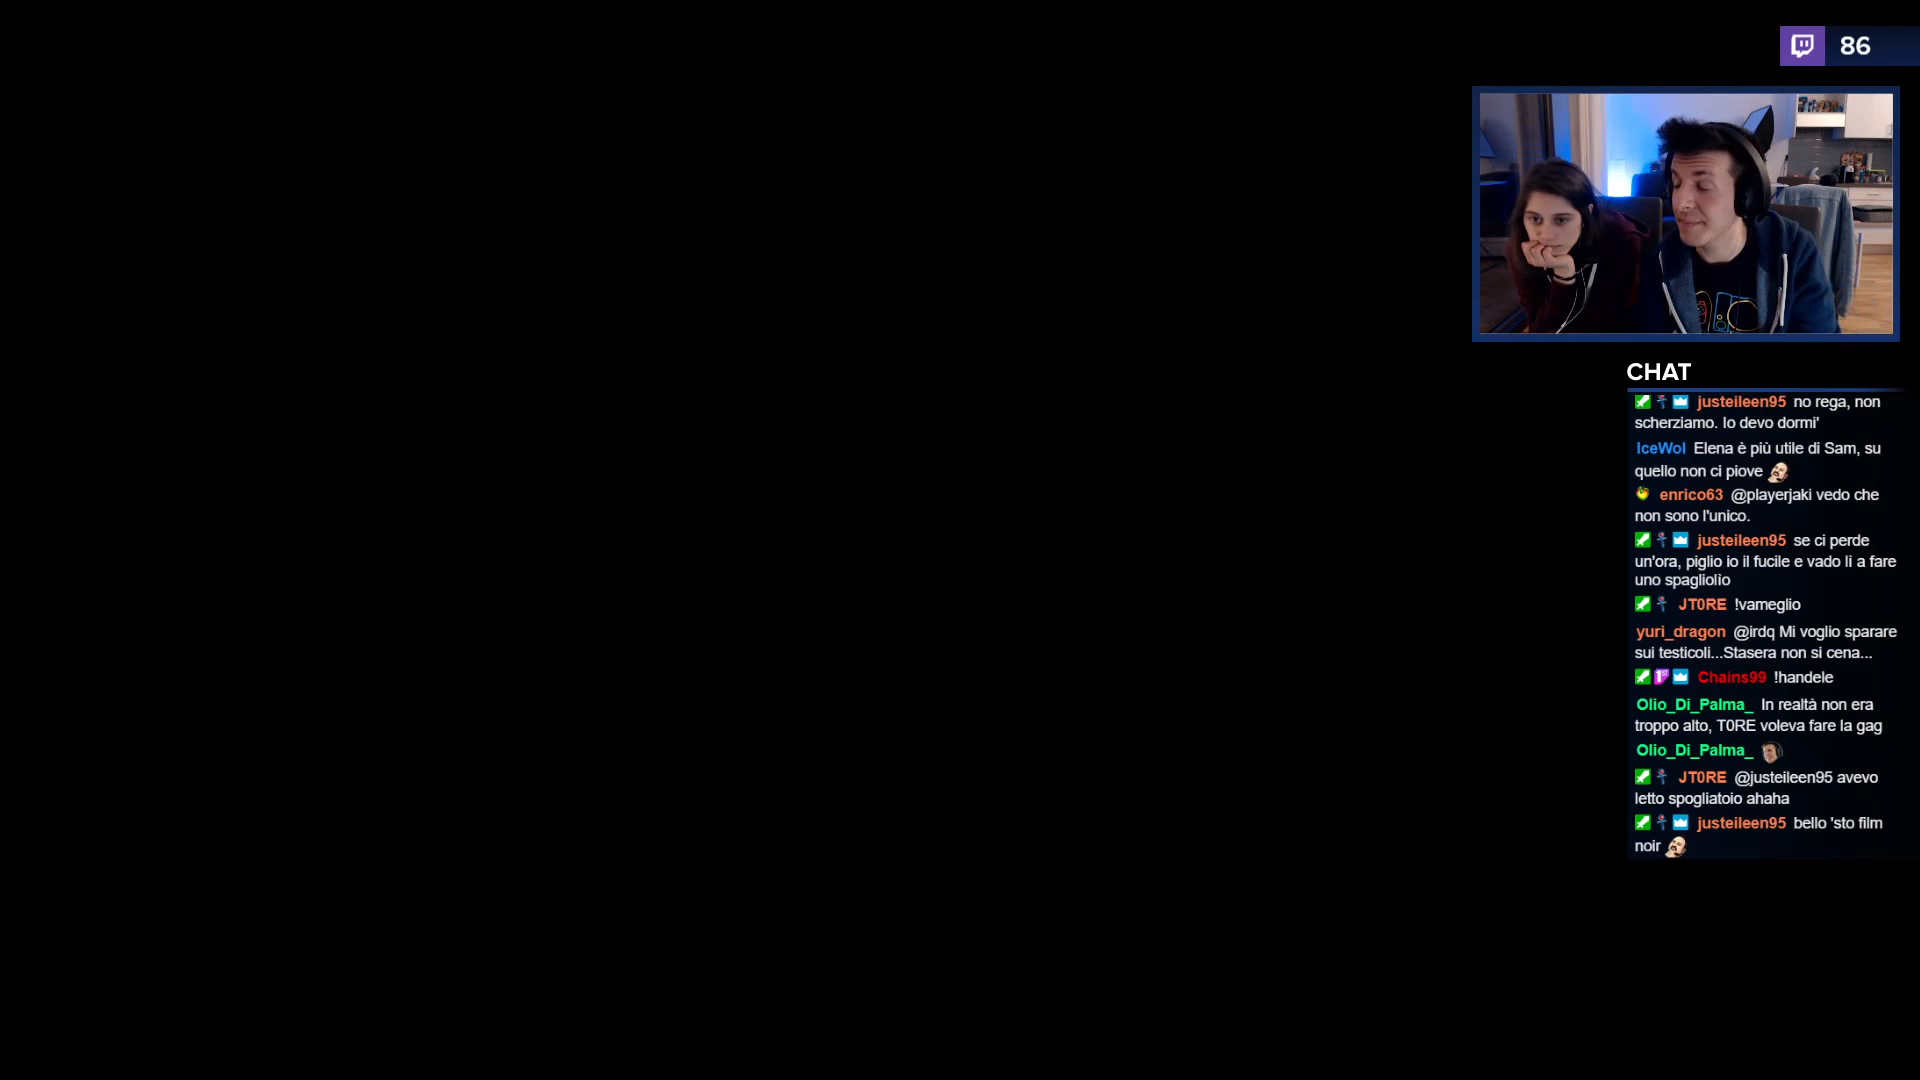 86
CHAT
justeileen95 no rega, non
scherziamo. Io devo dormi'
IceWol Elena è più utile di Sam, su
quello non ci piove
enrico63 @playerjaki vedo che
non sono l'unico.
justeileen95 se ci perde
un'ora, piglio io il fucile e vado li a fare
uno spagliolio
JT0RE !vameglio
yuri_dragon @irdq Mi voglio sparare
sui testicoli...Stasera non si cena...
Chains99 !handele
Olio_Di_Palma_ In realtà non era
troppo alto, T0RE voleva fare la gag
Olio_Di_Palma_
JT0RE @justeileen95 avevo
letto spogliatoio ahaha
justeileen95 bello 'sto film
noir